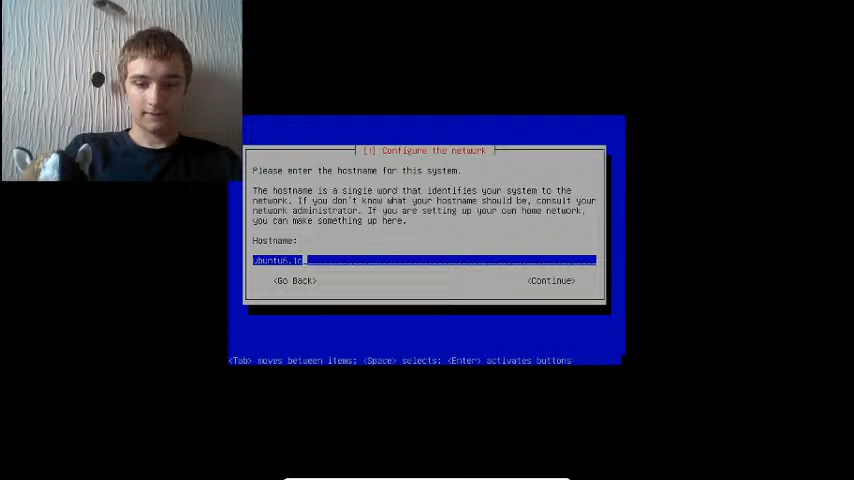 [!] Configure the network
Please enter the hostname for this system.
The hostname is a single word that identifies your system to the
network. If you don't know what your hostname should be, consult your
network administrator. If you are setting up your own home network,
you can make something up here.
Hostname:
ubuntu6.10
<Go Back> <Continue>
<Tab> moves between items; <Space> selects; <Enter> activates buttons